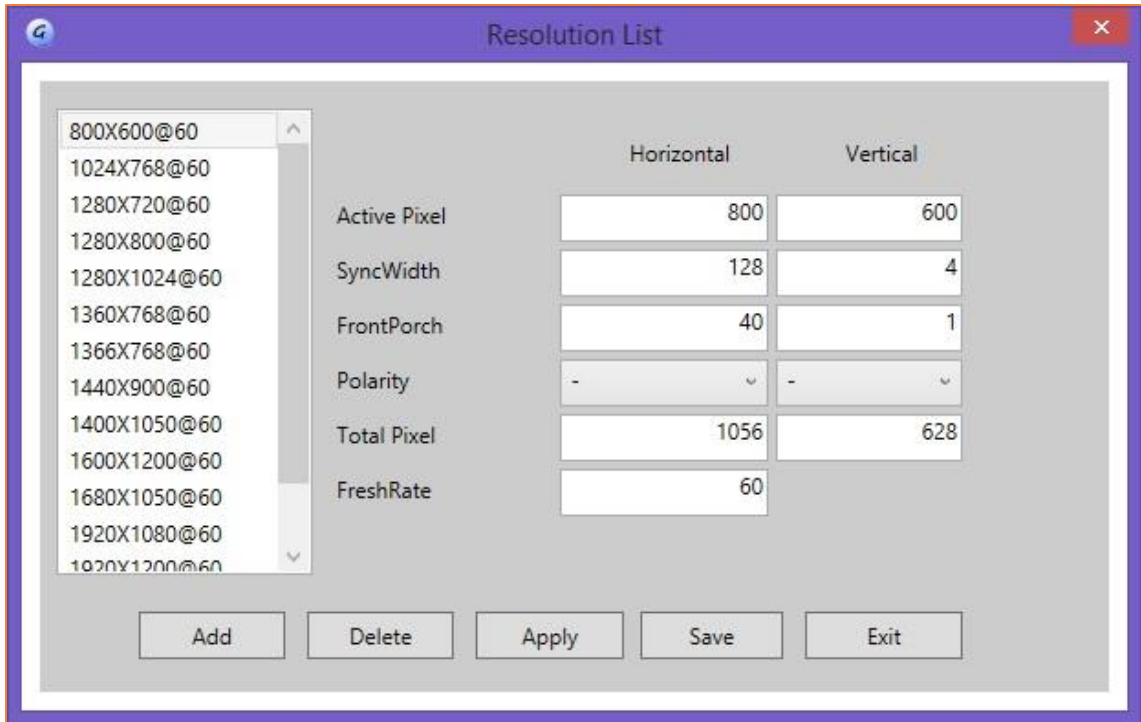 G
Resolution List
800X600@60
1024X768@60
1280X720@60
1280X800@60
1280X1024@60
1360X768@60
1366X768@60
1440X900@60
1400X1050@60
1600X1200@60
1680X1050@60
1920X1080@60
1920X1200@60
Horizontal Vertical
Active Pixel 800 600
SyncWidth 128 4
FrontPorch 40 1
Polarity - -
Total Pixel 1056 628
FreshRate 60
Add Delete Apply Save Exit